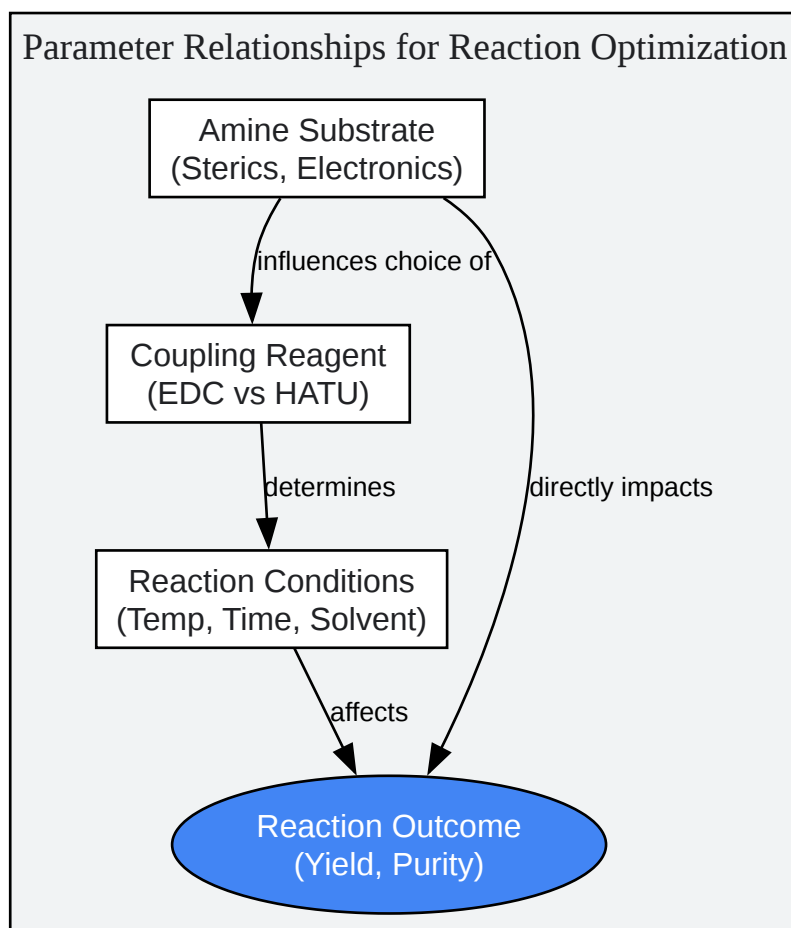 Parameter Relationships for Reaction Optimization
Amine Substrate
(Sterics, Electronics)
influences choice of
Coupling Reagent
(EDC vs HATU)
determines
directly impacts
Reaction Conditions
(Temp, Time, Solvent)
affects
Reaction Outcome
(Yield, Purity)